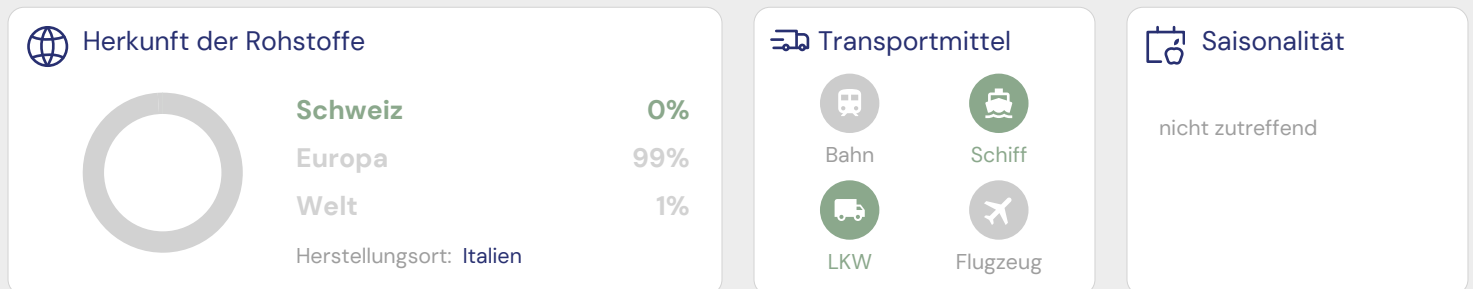 Herkunft der Rohstoffe
Schweiz 0%
Europa 99%
Welt 1%
Herstellungsort: Italien
Transportmittel
Bahn Schiff
LKW Flugzeug
Saisonalität
nicht zutreffend